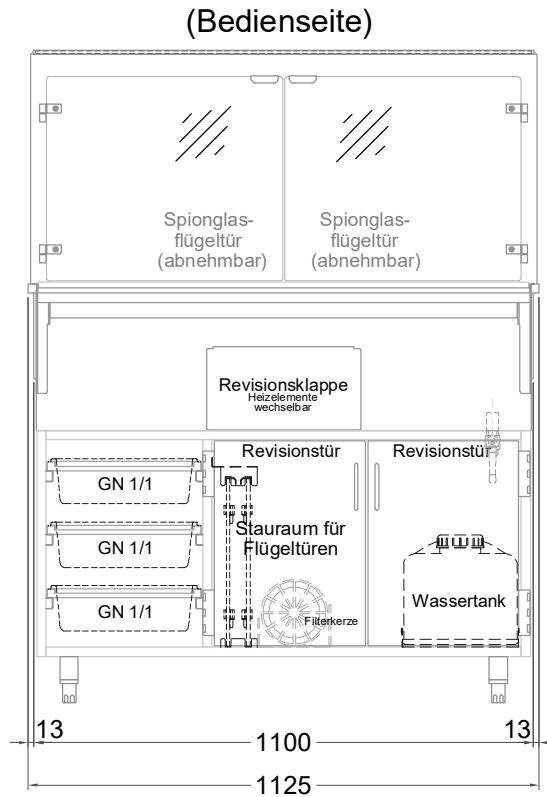 (Bedienseite)
Spionglas-
flügeltür
(abnehmbar)
Spionglas-
flügeltür
(abnehmbar)
Revisionsklappe
Heizelemente
wechselbar
Revisionstür
Revisionstür
GN 1/1
GN 1/1
GN 1/1
Stauraum für
Flügeltüren
Filterkerze
Wassertank
13
1100
13
1125